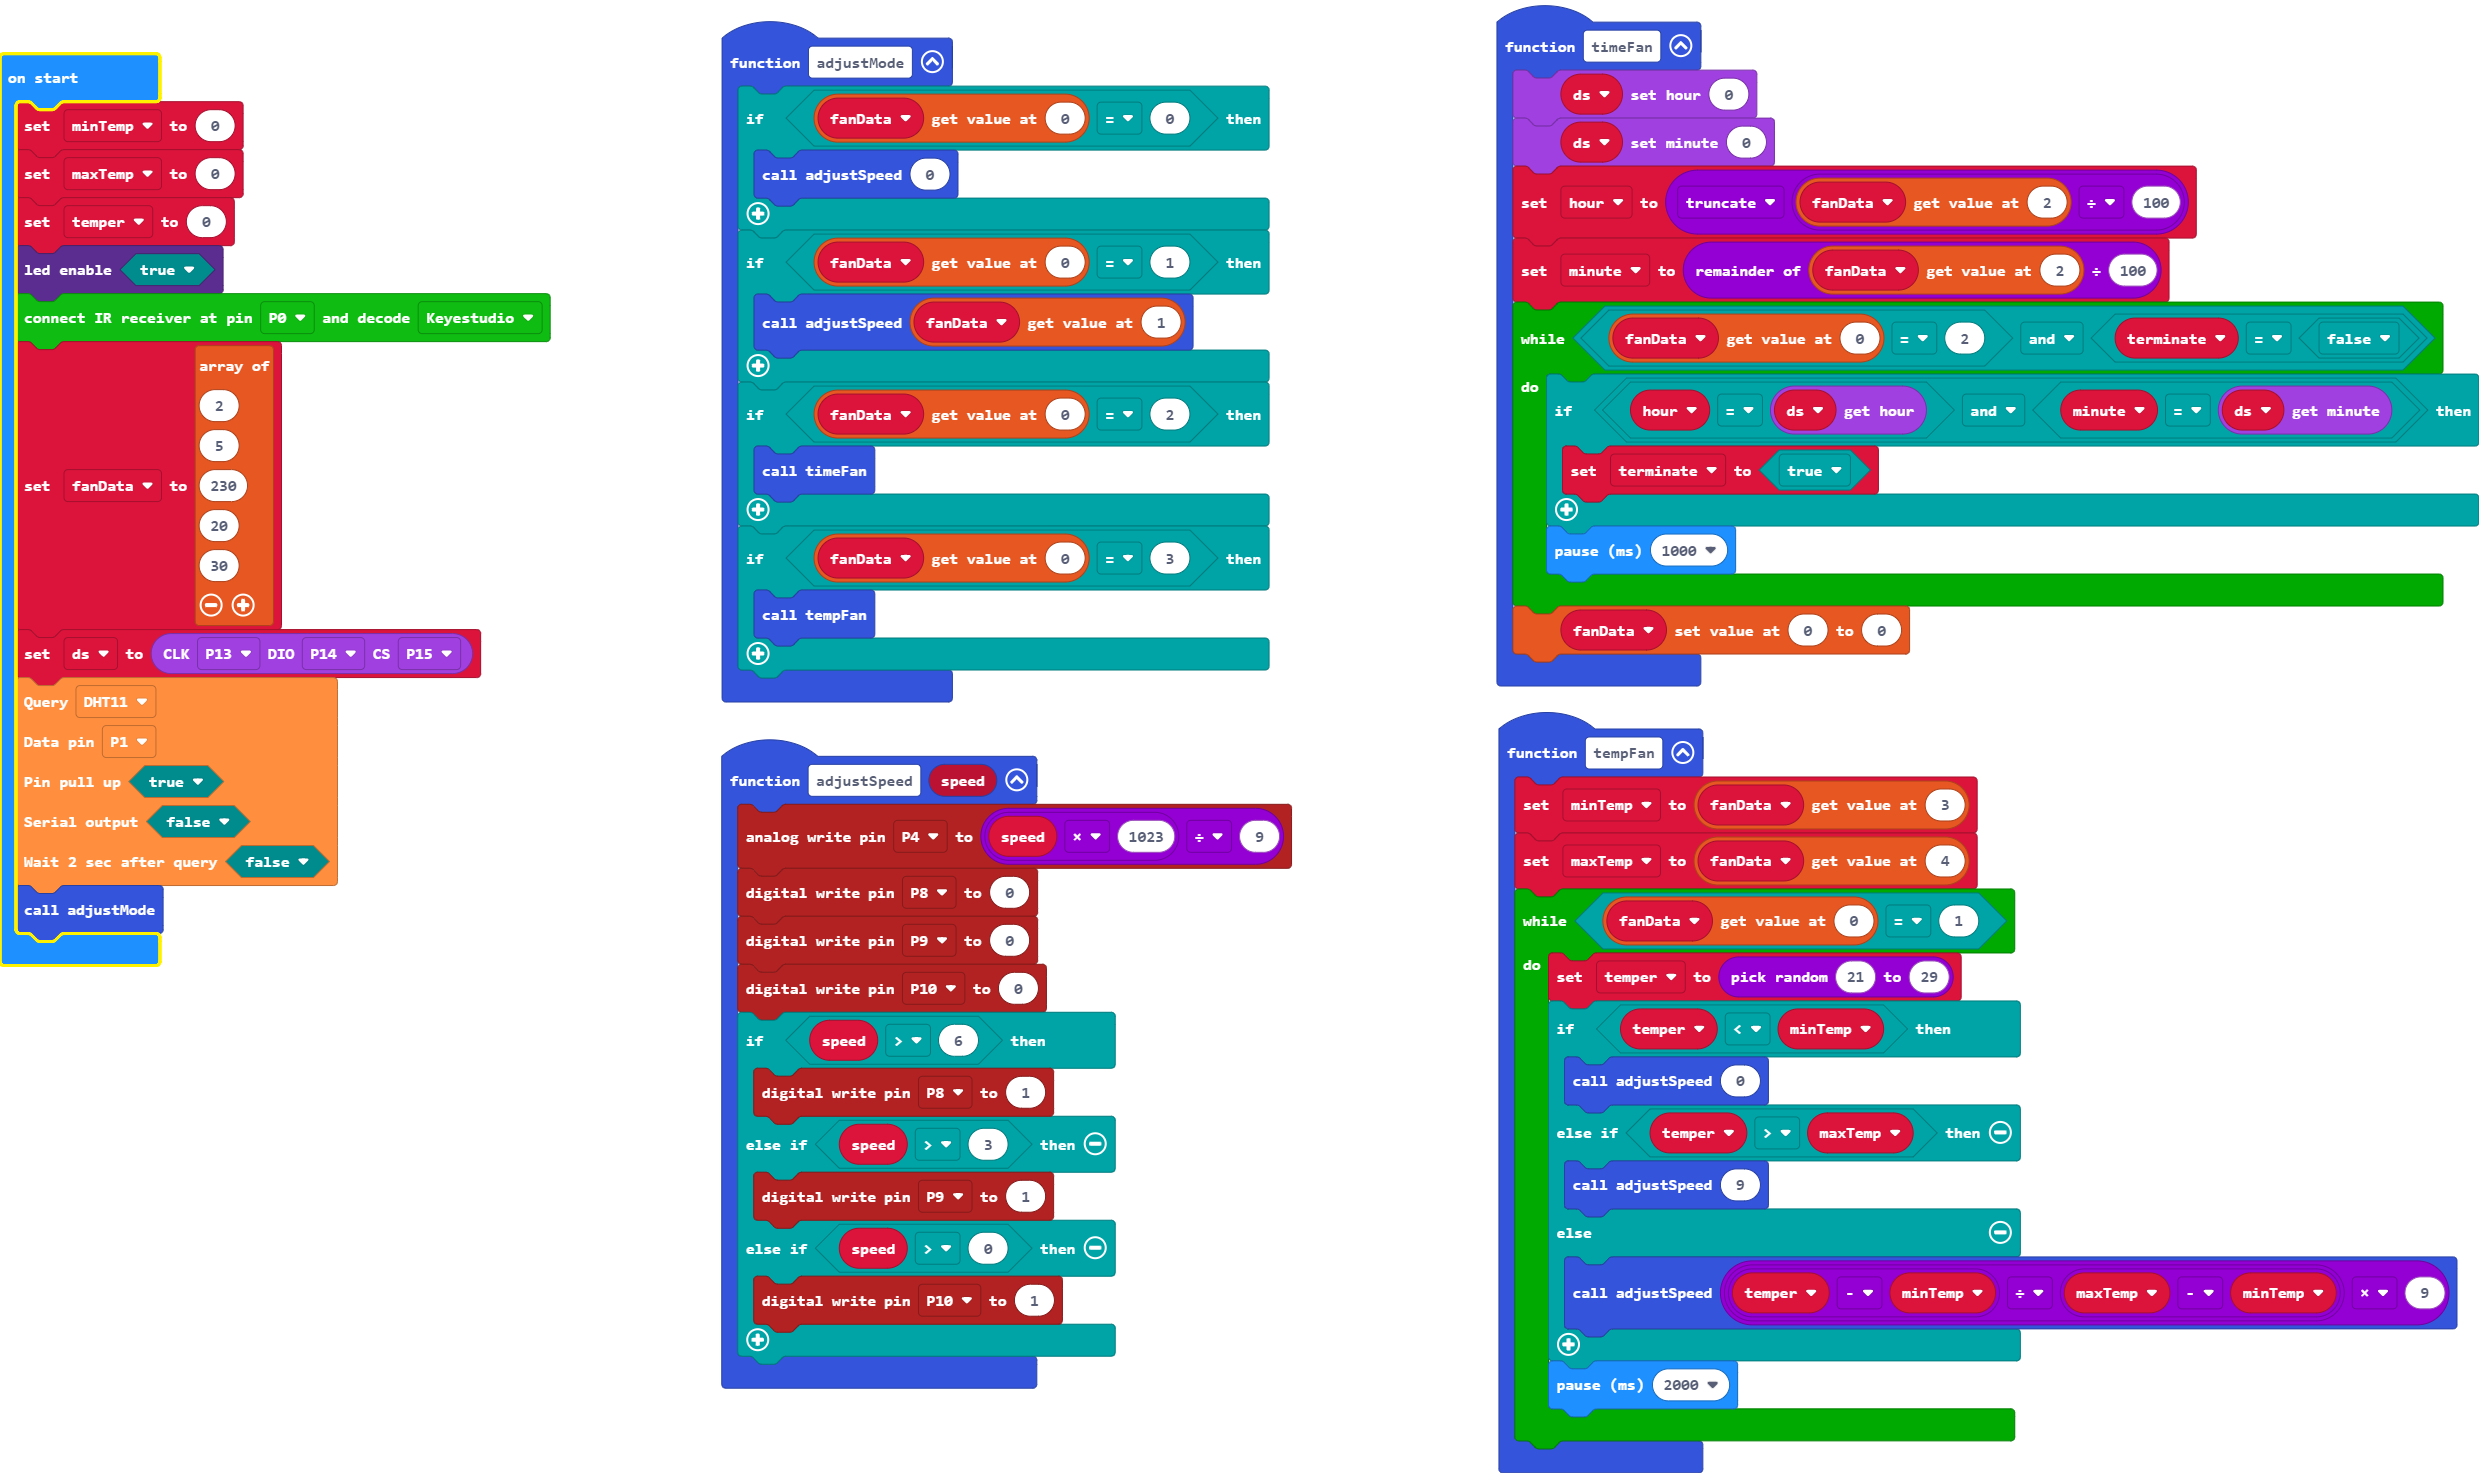 on start
set minTemp to 0
set maxTemp to 0
set temper to 0
led enable true
connect IR receiver at pin P0 and decode Keyestudio
set fanData to array of
2
5
230
20
30
set ds to CLK P13 DIO P14 CS P15
Query DHT11
Data pin P1
Pin pull up true
Serial output false
Wait 2 sec after query false
call adjustMode
function adjustMode
if fanData get value at 0 = 0 then
call adjustSpeed 0
if fanData get value at 0 = 1 then
call adjustSpeed fanData get value at 1
if fanData get value at 0 = 2 then
call timeFan
if fanData get value at 0 = 3 then
call tempFan
function adjustSpeed speed
analog write pin P4 to speed × 1023 ÷ 9
digital write pin P8 to 0
digital write pin P9 to 0
digital write pin P10 to 0
if speed > 6 then
digital write pin P8 to 1
else if speed > 3 then
digital write pin P9 to 1
else if speed > 0 then
digital write pin P10 to 1
function timeFan
ds set hour 0
ds set minute 0
set hour to truncate fanData get value at 2 ÷ 100
set minute to remainder of fanData get value at 2 ÷ 100
while fanData get value at 0 = 2 and terminate = false
do
if hour = ds get hour and minute = ds get minute then
set terminate to true
pause (ms) 1000
fanData set value at 0 to 0
function tempFan
set minTemp to fanData get value at 3
set maxTemp to fanData get value at 4
while fanData get value at 0 = 1
do set temper to pick random 21 to 29
if temper < minTemp then
call adjustSpeed 0
else if temper > maxTemp then
call adjustSpeed 9
else
call adjustSpeed temper - minTemp ÷ maxTemp - minTemp × 9
pause (ms) 2000